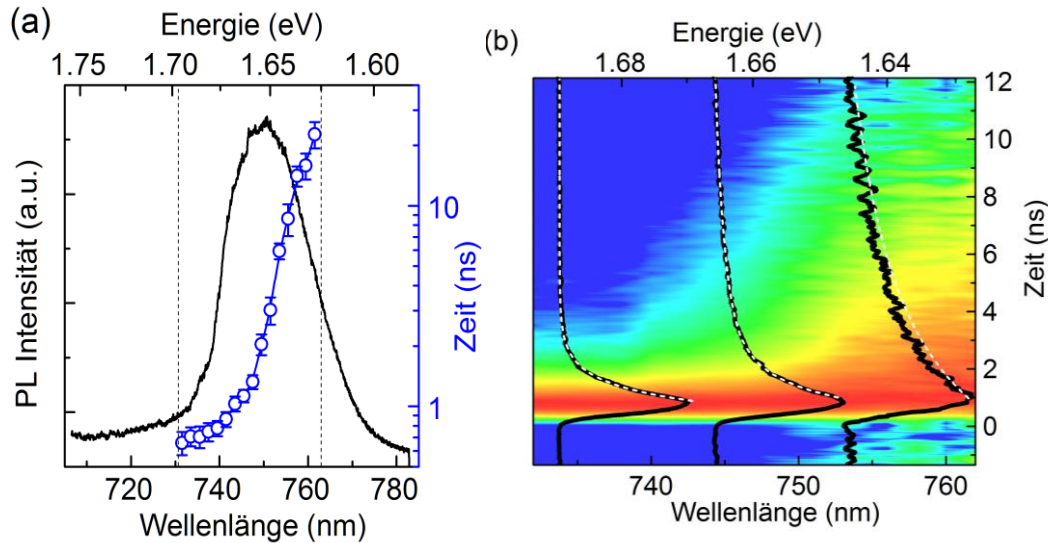 (a)
Energie (eV)
1.75 1.70 1.65 1.60
PL Intensität (a.u.)
10
1
Zeit (ns)
720 740 760 780
Wellenlänge (nm)
(b)
Energie (eV)
1.68 1.66 1.64
12
10
8
6
4
2
0
Zeit (ns)
740 750 760
Wellenlänge (nm)